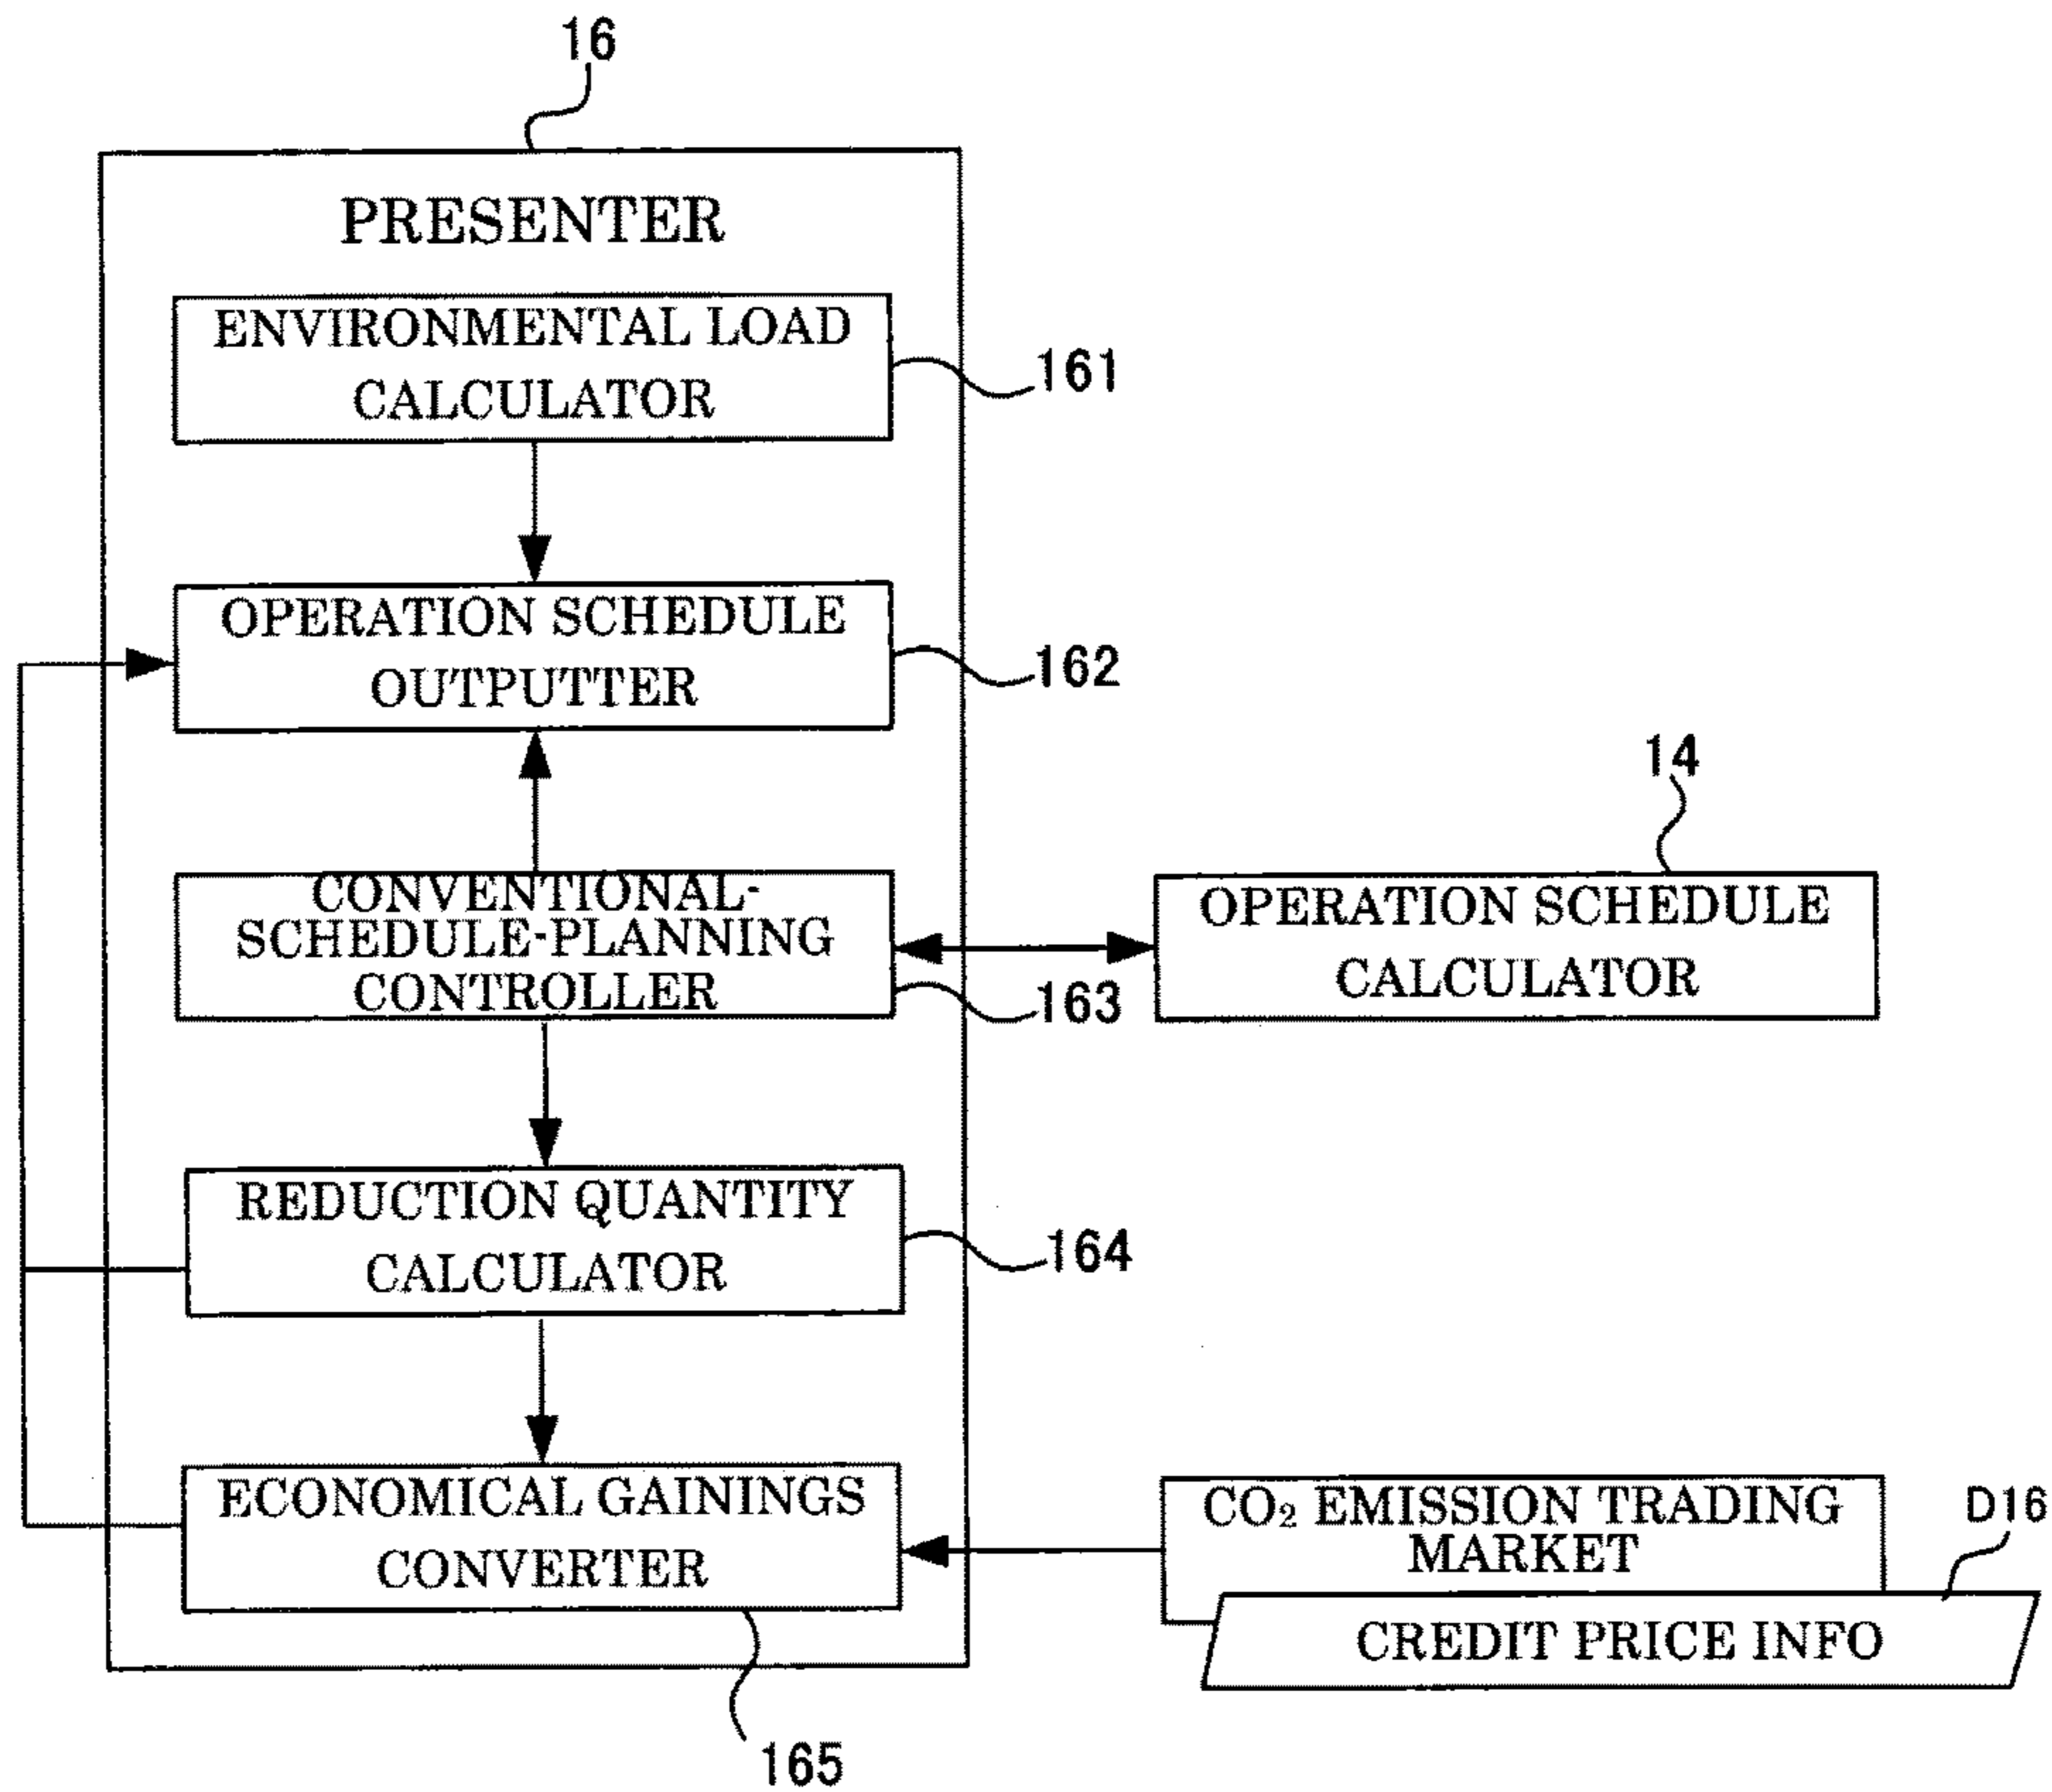 16
PRESENTER
ENVIRONMENTAL LOAD
CALCULATOR
161
OPERATION SCHEDULE
OUTPUTTER
162
CONVENTIONAL-
SCHEDULE-PLANNING
CONTROLLER
163
14
OPERATION SCHEDULE
CALCULATOR
REDUCTION QUANTITY
CALCULATOR
164
ECONOMICAL GAININGS
CONVERTER
165
CO₂ EMISSION TRADING
MARKET
D16
CREDIT PRICE INFO